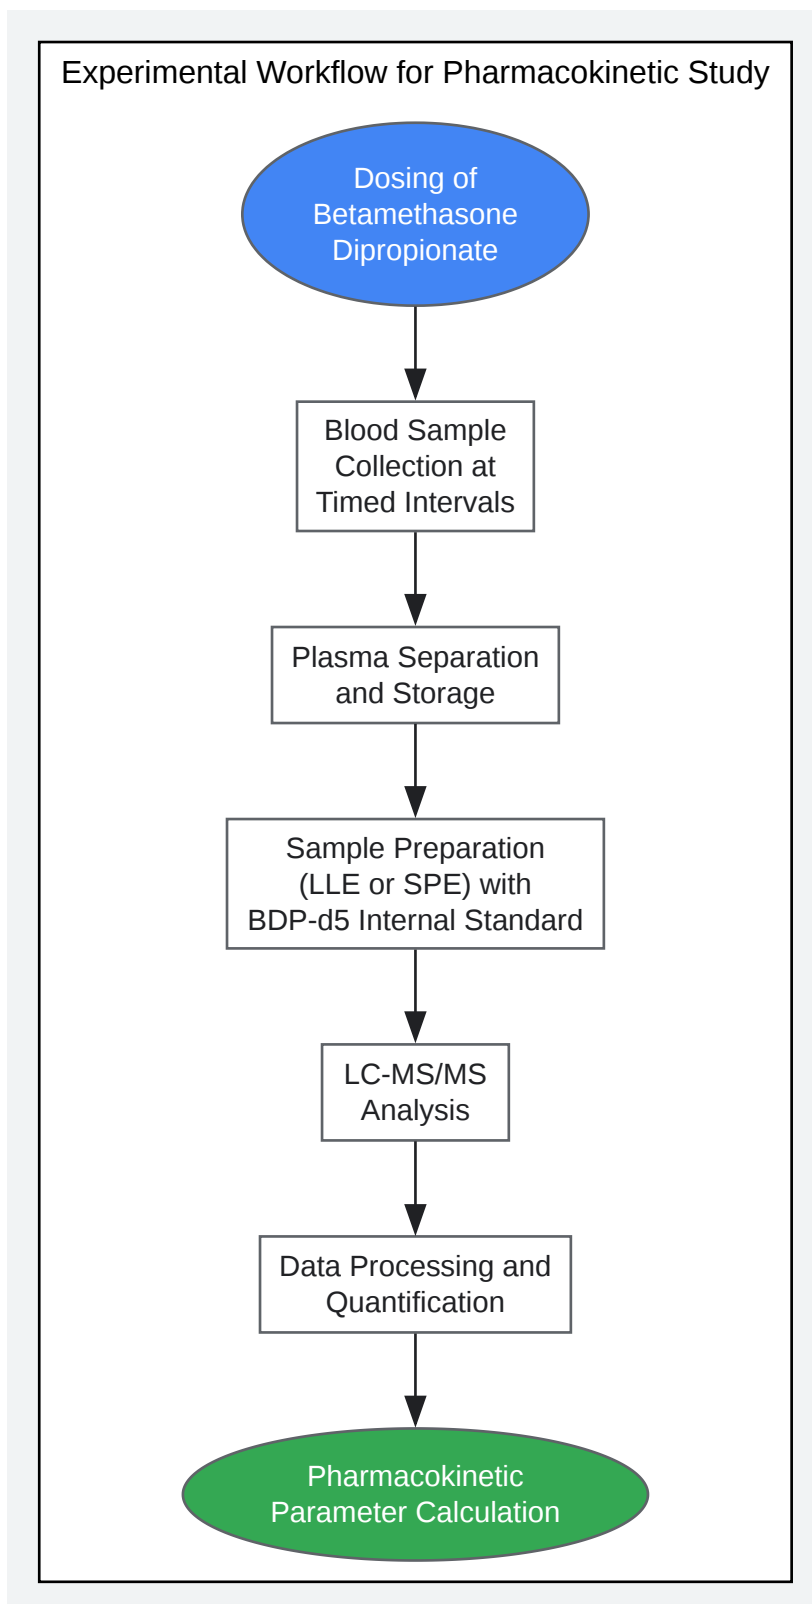 Experimental Workflow for Pharmacokinetic Study
Dosing of
Betamethasone
Dipropionate
Blood Sample
Collection at
Timed Intervals
Plasma Separation
and Storage
Sample Preparation
(LLE or SPE) with
BDP-d5 Internal Standard
LC-MS/MS
Analysis
Data Processing and
Quantification
Pharmacokinetic
Parameter Calculation